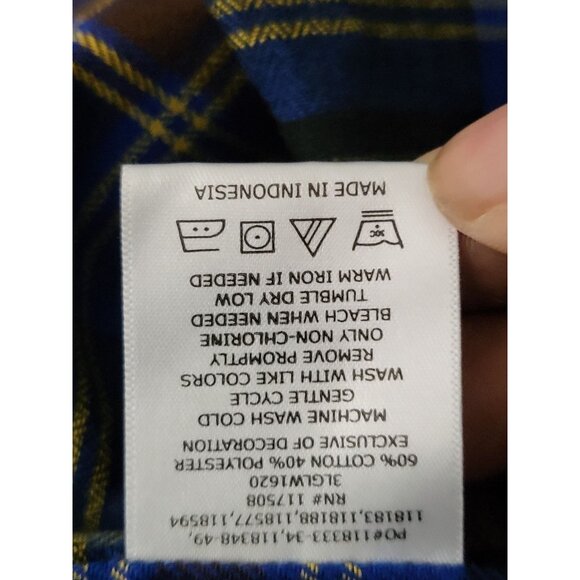 PO#118333-34,118348-49,
118183,118188,118577,118594
RN# 117508
3LGLW1620
60% COTTON 40% POLYESTER
EXCLUSIVE OF DECORATION
MACHINE WASH COLD
GENTLE CYCLE
WASH WITH LIKE COLORS
REMOVE PROMPTLY
ONLY NON-CHLORINE
BLEACH WHEN NEEDED
TUMBLE DRY LOW
WARM IRON IF NEEDED
MADE IN INDONESIA